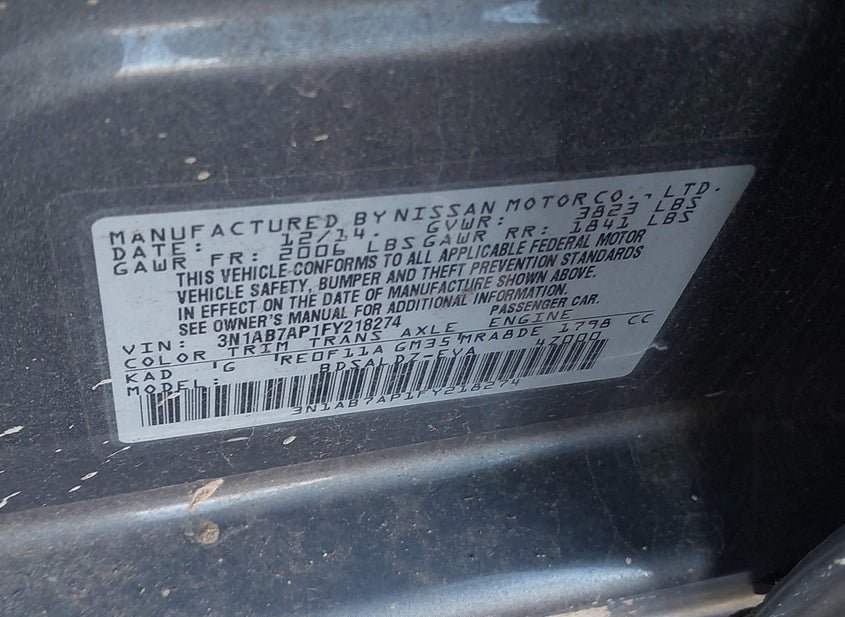 MANUFACTURED BY NISSAN MOTOR CO., LTD.
DATE: 12/14. GVWR: 3823 LBS
GAWR FR: 2006 LBS GAWR RR: 1841 LBS
THIS VEHICLE CONFORMS TO ALL APPLICABLE FEDERAL MOTOR
VEHICLE SAFETY, BUMPER AND THEFT PREVENTION STANDARDS
IN EFFECT ON THE DATE OF MANUFACTURE SHOWN ABOVE.
SEE OWNER'S MANUAL FOR ADDITIONAL INFORMATION.
VIN: 3N1AB7AP1FY218274 PASSENGER CAR.
COLOR TRIM TRANS AXLE ENGINE
KAD G RE0F11A GM35 MRA8DE 1798 CC
MODEL: BDSALDZ-EVA 47000
3N1AB7AP1FY218274